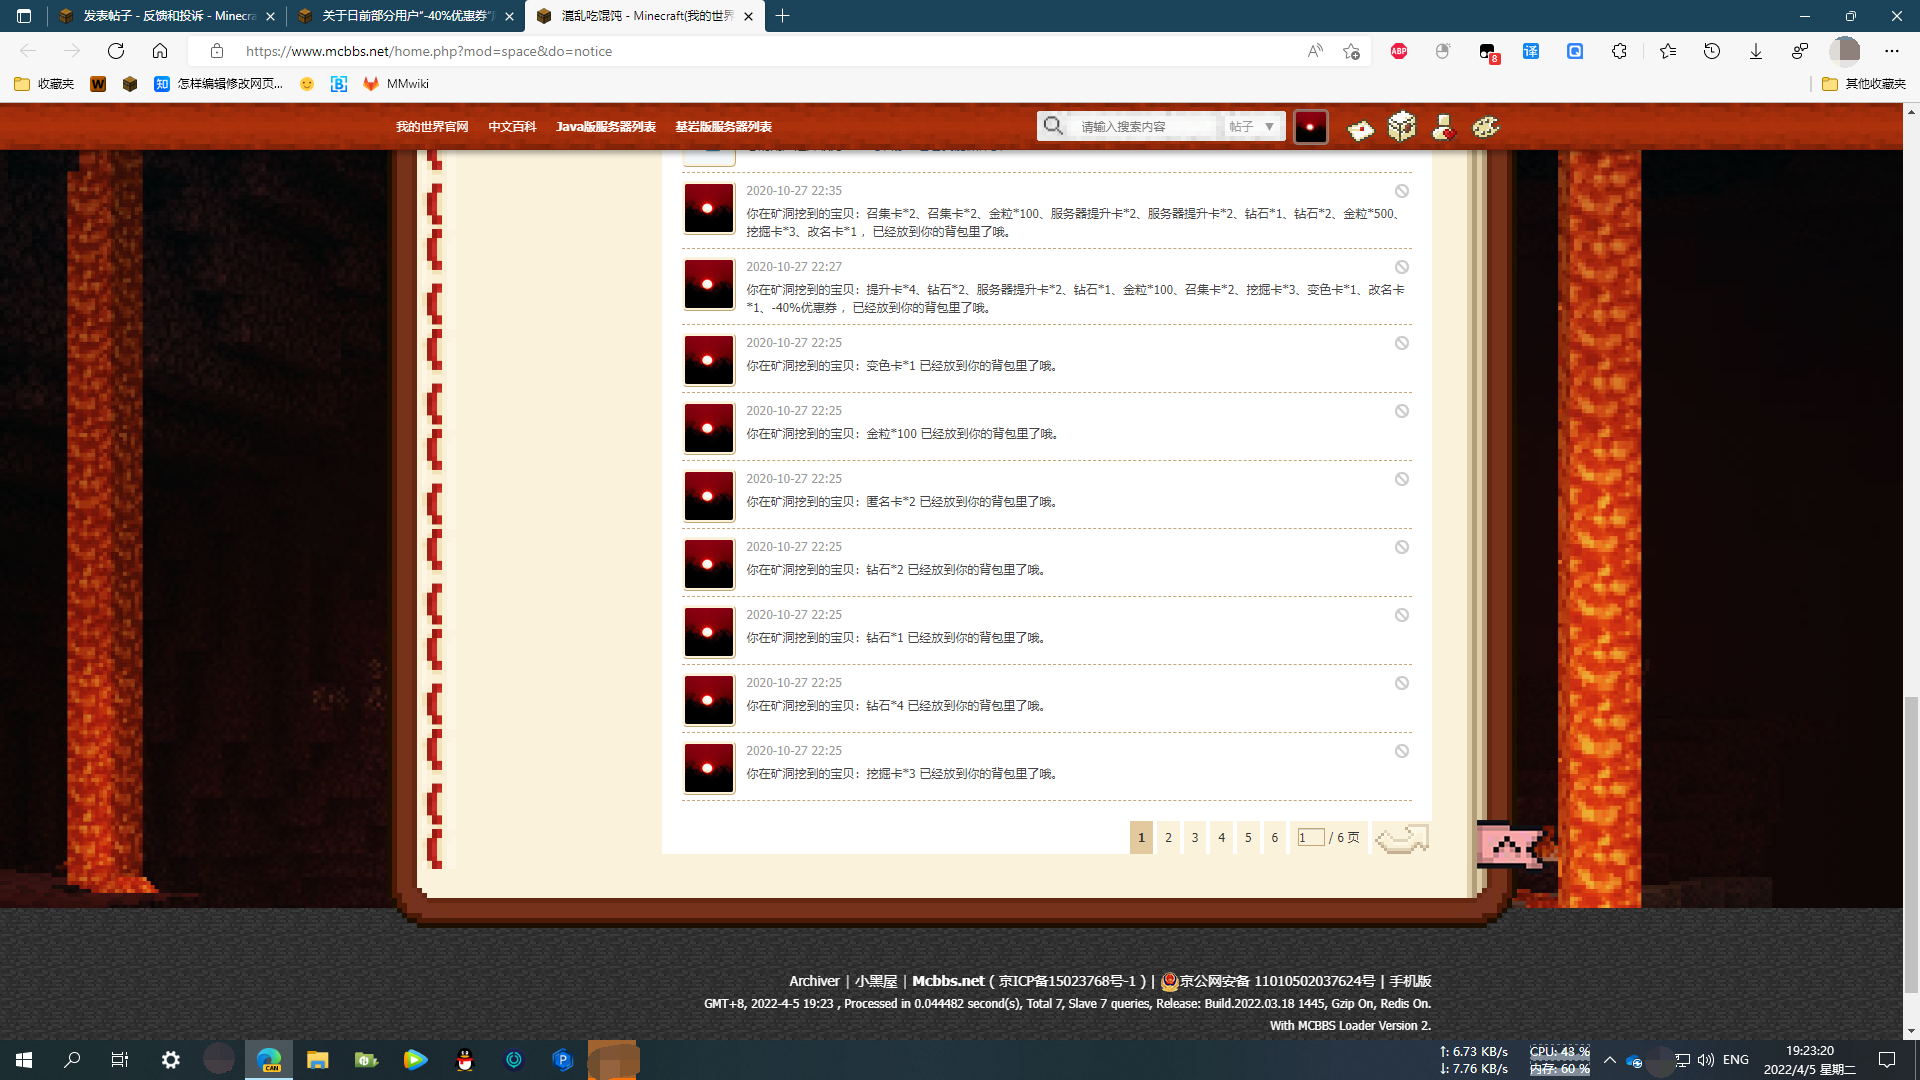 发表帖子 - 反馈和投诉 - Minecra
关于日前部分用户“-40%优惠券”
混乱吃馄饨 - Minecraft(我的世界
https://www.mcbbs.net/home.php?mod=space&do=notice
ABP
8
译
收藏夹
W
知
怎样编辑修改网页...
B
MMwiki
其他收藏夹
我的世界官网
中文百科
Java版服务器列表
基岩版服务器列表
请输入搜索内容
帖子
2020-10-27 22:35
你在矿洞挖到的宝贝：召集卡*2、召集卡*2、金粒*100、服务器提升卡*2、服务器提升卡*2、钻石*1、钻石*2、金粒*500、
挖掘卡*3、改名卡*1 ，已经放到你的背包里了哦。
2020-10-27 22:27
你在矿洞挖到的宝贝：提升卡*4、钻石*2、服务器提升卡*2、钻石*1、金粒*100、召集卡*2、挖掘卡*3、变色卡*1、改名卡
*1、-40%优惠券 ，已经放到你的背包里了哦。
2020-10-27 22:25
你在矿洞挖到的宝贝：变色卡*1 已经放到你的背包里了哦。
2020-10-27 22:25
你在矿洞挖到的宝贝：金粒*100 已经放到你的背包里了哦。
2020-10-27 22:25
你在矿洞挖到的宝贝：匿名卡*2 已经放到你的背包里了哦。
2020-10-27 22:25
你在矿洞挖到的宝贝：钻石*2 已经放到你的背包里了哦。
2020-10-27 22:25
你在矿洞挖到的宝贝：钻石*1 已经放到你的背包里了哦。
2020-10-27 22:25
你在矿洞挖到的宝贝：钻石*4 已经放到你的背包里了哦。
2020-10-27 22:25
你在矿洞挖到的宝贝：挖掘卡*3 已经放到你的背包里了哦。
1 2 3 4 5 6 1 / 6 页
Archiver | 小黑屋 | Mcbbs.net ( 京ICP备15023768号-1 ) | 京公网安备 11010502037624号 | 手机版
GMT+8, 2022-4-5 19:23 , Processed in 0.044482 second(s), Total 7, Slave 7 queries, Release: Build.2022.03.18 1445, Gzip On, Redis On.
With MCBBS Loader Version 2.
CAN
↑: 6.73 KB/s
↓: 7.76 KB/s
CPU: 43 %
内存: 60 %
ENG
19:23:20
2022/4/5 星期二